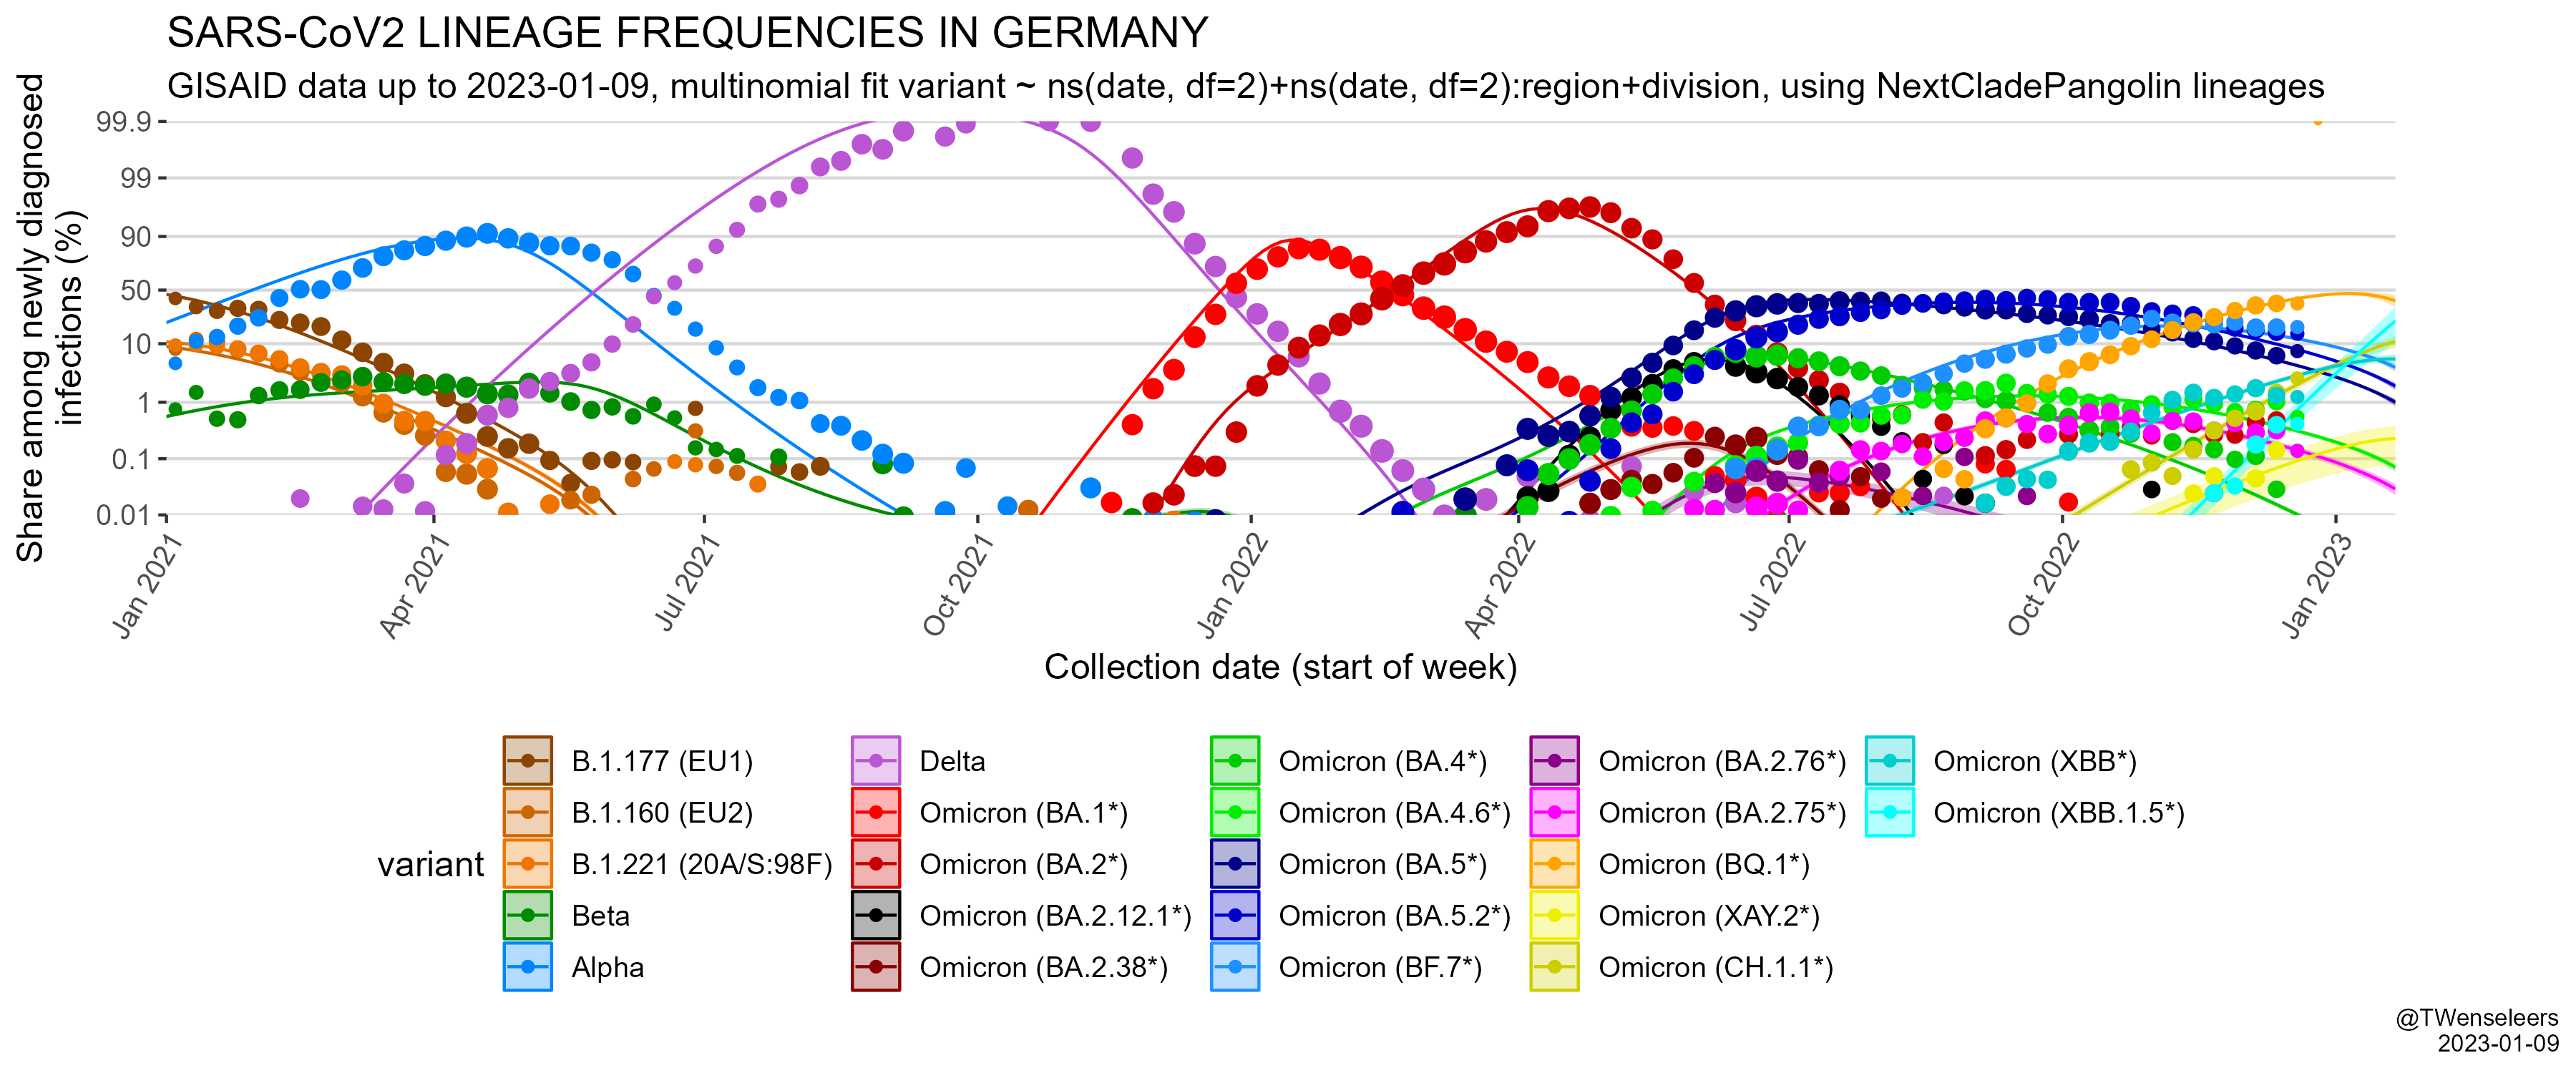 SARS-CoV2 LINEAGE FREQUENCIES IN GERMANY
GISAID data up to 2023-01-09, multinomial fit variant ~ ns(date, df=2)+ns(date, df=2):region+division, using NextCladePangolin lineages
Share among newly diagnosed
infections (%)
99.9
99
90
50
10
1
0.1
0.01
Jan 2021
Apr 2021
Jul 2021
Oct 2021
Jan 2022
Apr 2022
Jul 2022
Oct 2022
Jan 2023
Collection date (start of week)
variant
B.1.177 (EU1)
B.1.160 (EU2)
B.1.221 (20A/S:98F)
Beta
Alpha
Delta
Omicron (BA.1*)
Omicron (BA.2*)
Omicron (BA.2.12.1*)
Omicron (BA.2.38*)
Omicron (BA.4*)
Omicron (BA.4.6*)
Omicron (BA.5*)
Omicron (BA.5.2*)
Omicron (BF.7*)
Omicron (BA.2.76*)
Omicron (BA.2.75*)
Omicron (BQ.1*)
Omicron (XAY.2*)
Omicron (CH.1.1*)
Omicron (XBB*)
Omicron (XBB.1.5*)
@TWenseleers
2023-01-09